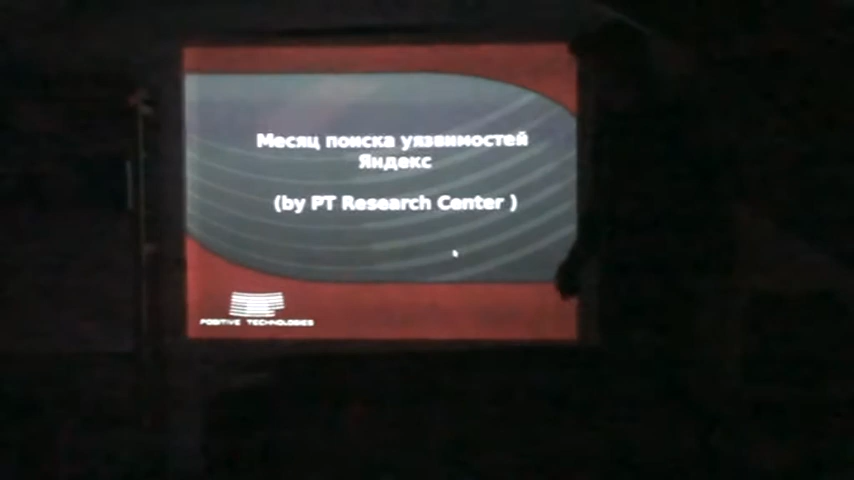 Месяц поиска уязвимостей
Яндекс
(by PT Research Center )
POSITIVE TECHNOLOGIES